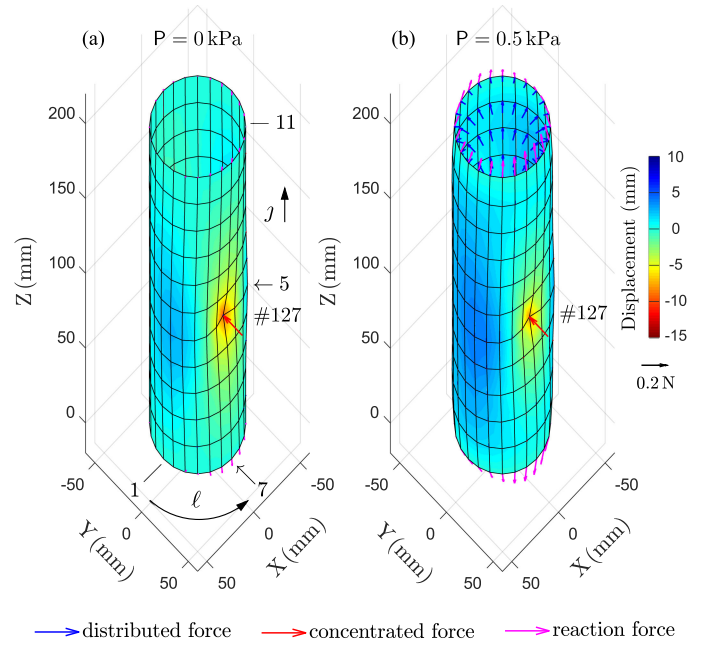 (a) P = 0 kPa
(b) P = 0.5 kPa
200
150
100
50
0
Z (mm)
11
ȷ
5
#127
1
ℓ
7
-50
0
50
Y (mm)
50
0
-50
X (mm)
200
150
100
50
0
Z (mm)
#127
-50
0
50
Y (mm)
50
0
-50
X (mm)
Displacement (mm)
10
5
0
-5
-10
-15
0.2 N
distributed force
concentrated force
reaction force